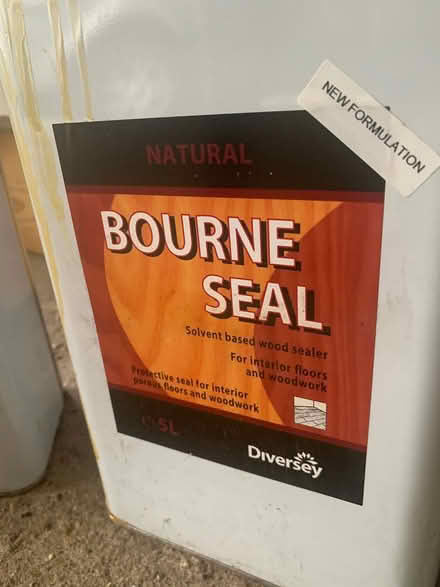 NEW FORMULATION
NATURAL
BOURNE
SEAL
Solvent based wood sealer
For interior floors
and woodwork
Protective seal for interior
porous floors and woodwork
℮ 5L
Diversey